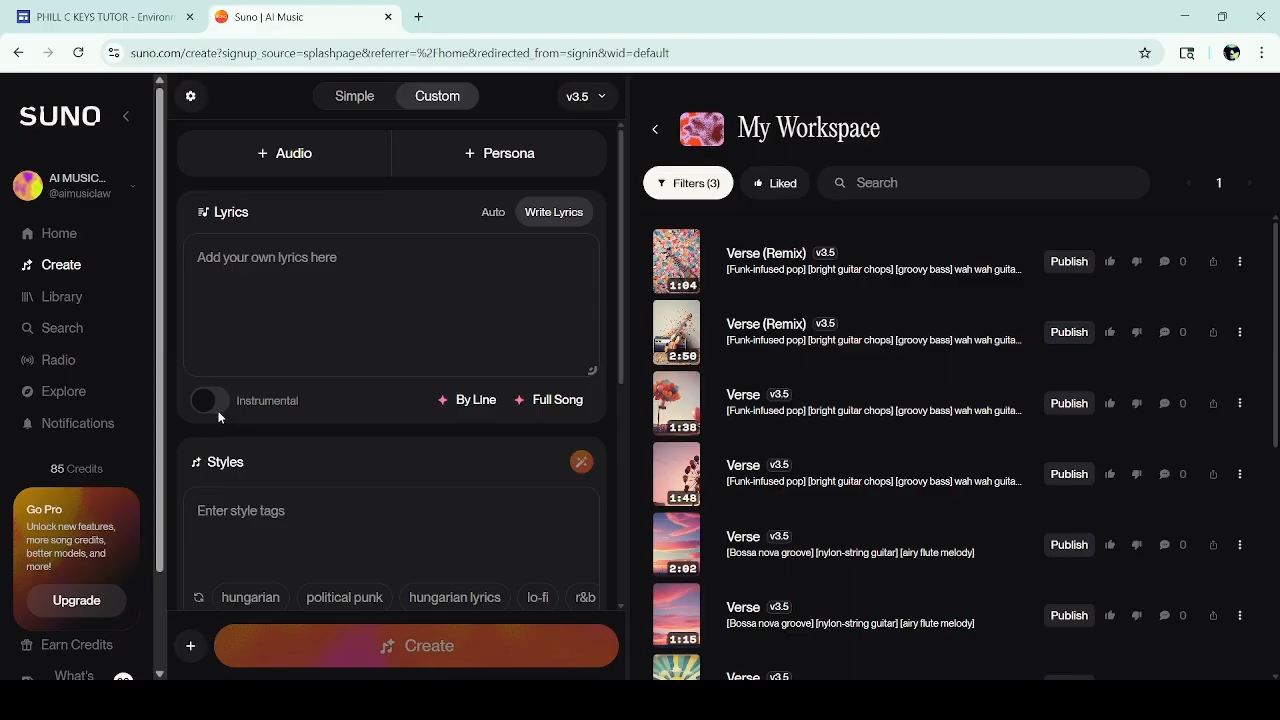 PHILL C KEYS TUTOR - Environ
Suno | AI Music
suno.com/create?signup_source=splashpage&referrer=%2Fhome&redirected_from=signin&wid=default
SUNO
AI MUSIC...
@aimusiclaw
Home
Create
Library
Search
Radio
Explore
Notifications
85 Credits
Go Pro
Unlock new features,
more song credits,
better models, and
more!
Upgrade
Earn Credits
What's
Simple
Custom
v3.5
+ Audio
+ Persona
Lyrics
Auto
Write Lyrics
Add your own lyrics here
Instrumental
By Line
Full Song
Styles
Enter style tags
hungarian
political punk
hungarian lyrics
lo-fi
r&b
Create
My Workspace
Filters (3)
Liked
Search
1
1:04
Verse (Remix) v3.5
[Funk-infused pop] [bright guitar chops] [groovy bass] wah wah guita...
Publish
0
2:50
Verse (Remix) v3.5
[Funk-infused pop] [bright guitar chops] [groovy bass] wah wah guita...
Publish
0
1:38
Verse v3.5
[Funk-infused pop] [bright guitar chops] [groovy bass] wah wah guita...
Publish
0
1:48
Verse v3.5
[Funk-infused pop] [bright guitar chops] [groovy bass] wah wah guita...
Publish
0
2:02
Verse v3.5
[Bossa nova groove] [nylon-string guitar] [airy flute melody]
Publish
0
1:15
Verse v3.5
[Bossa nova groove] [nylon-string guitar] [airy flute melody]
Publish
0
Verse v3.5